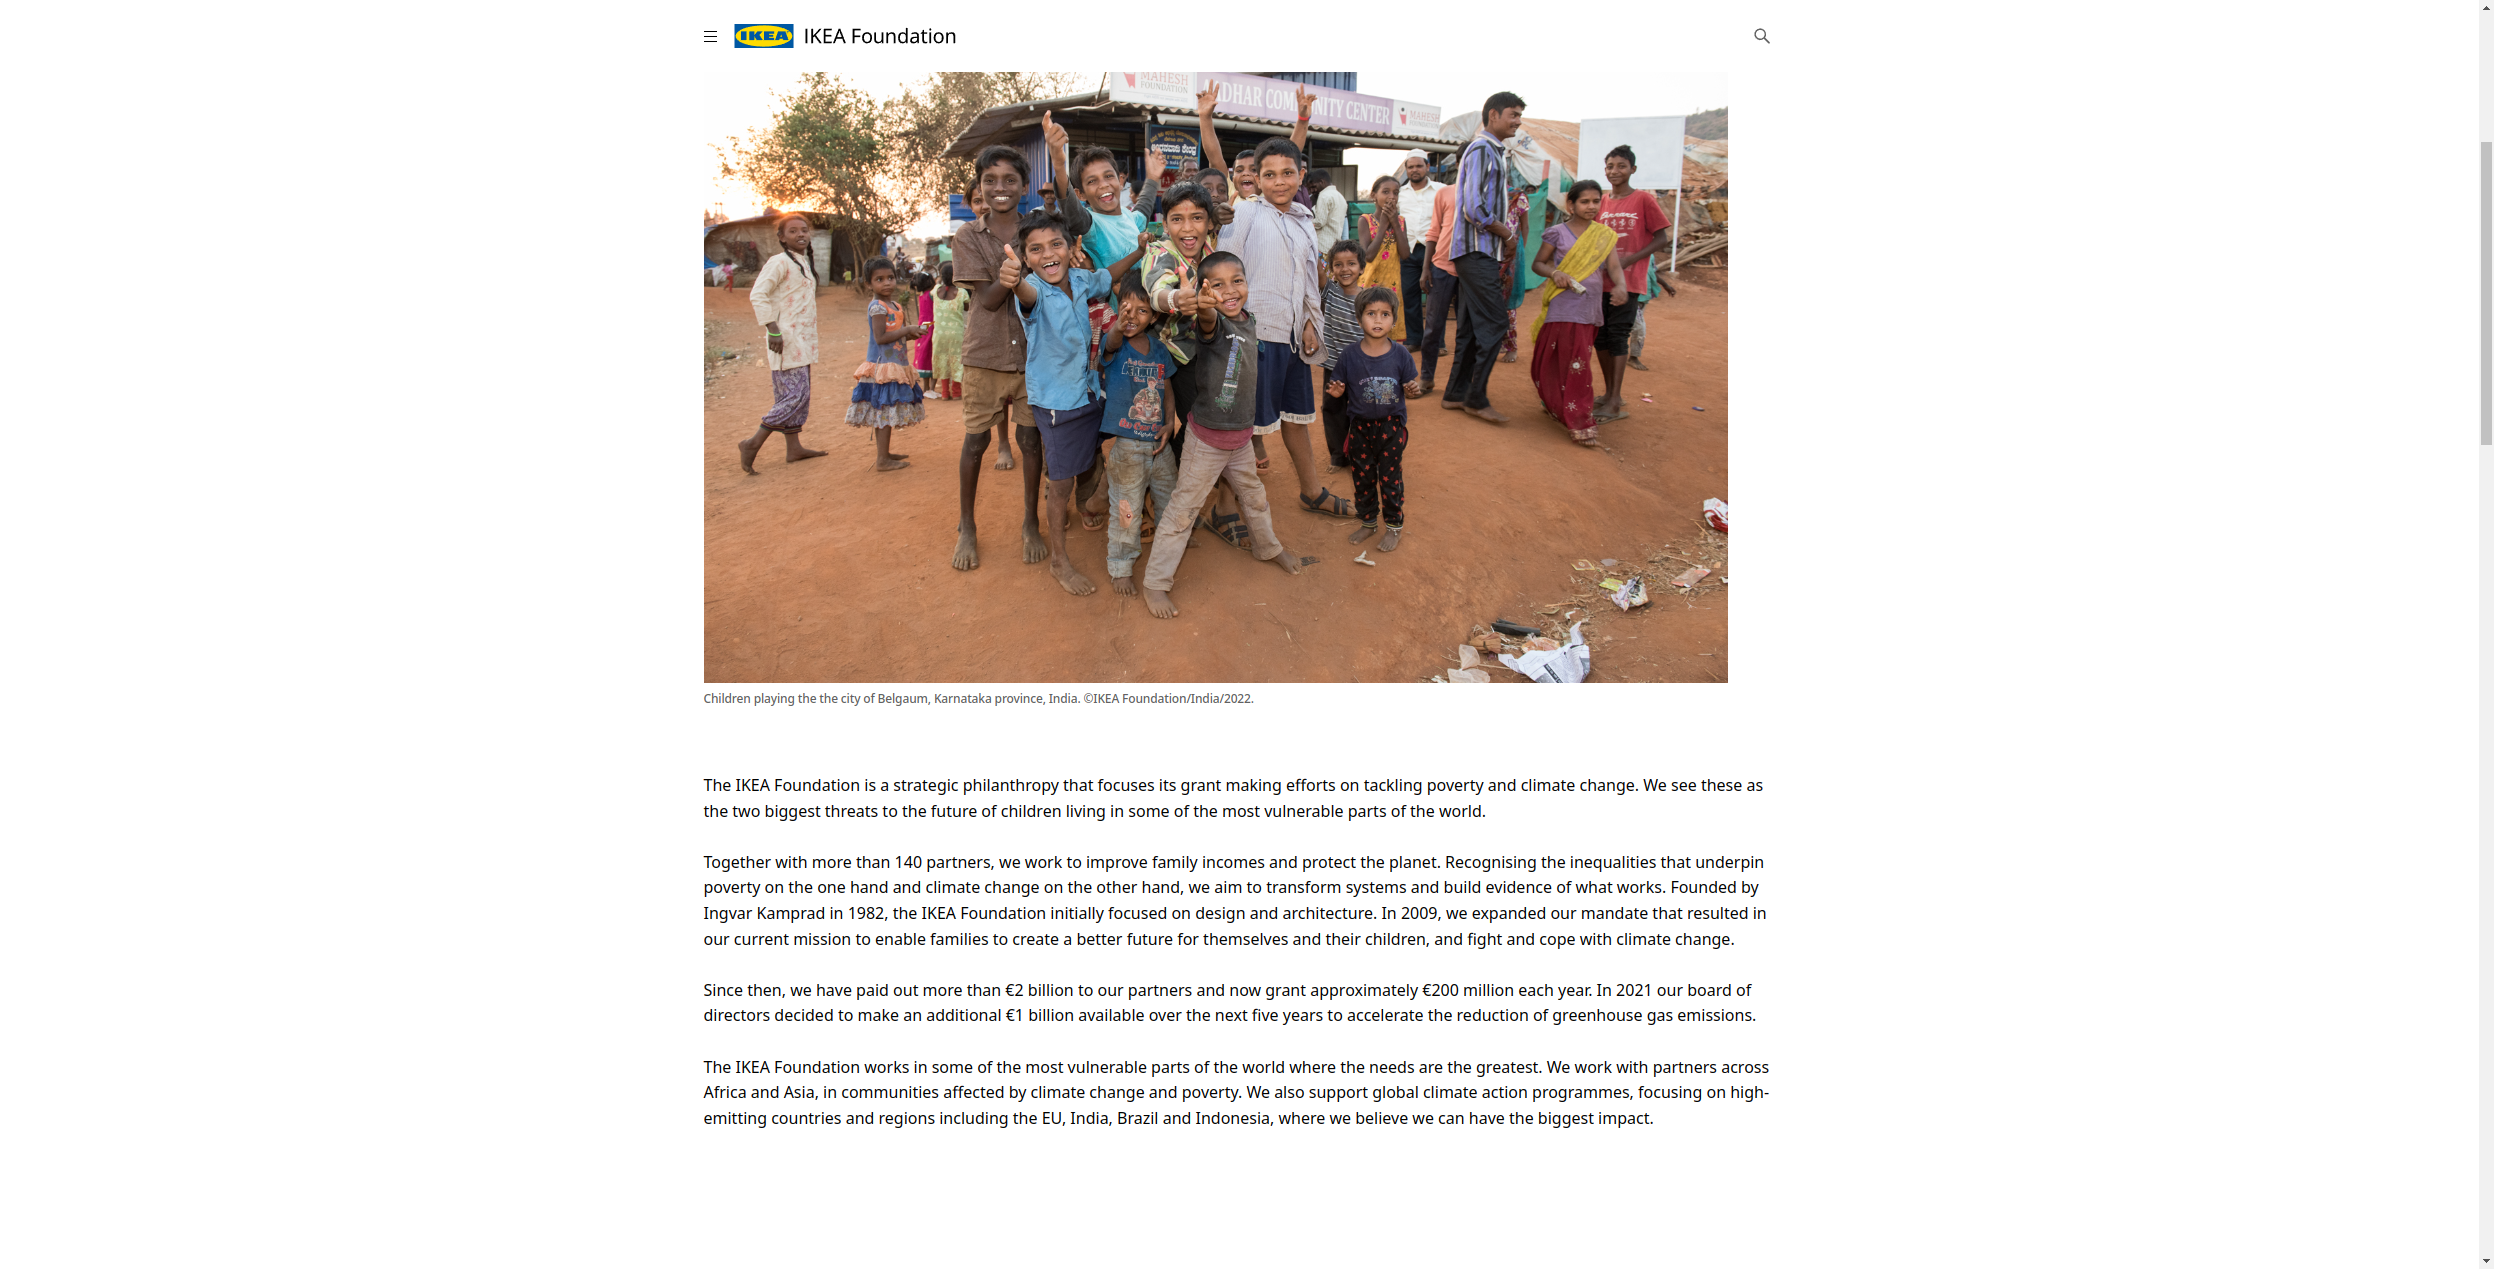 IKEA IKEA Foundation
MAHESH
FOUNDATION
DHAR COMMUNITY CENTER
MAHESH
Children playing the the city of Belgaum, Karnataka province, India. ©IKEA Foundation/India/2022.
The IKEA Foundation is a strategic philanthropy that focuses its grant making efforts on tackling poverty and climate change. We see these as
the two biggest threats to the future of children living in some of the most vulnerable parts of the world.
Together with more than 140 partners, we work to improve family incomes and protect the planet. Recognising the inequalities that underpin
poverty on the one hand and climate change on the other hand, we aim to transform systems and build evidence of what works. Founded by
Ingvar Kamprad in 1982, the IKEA Foundation initially focused on design and architecture. In 2009, we expanded our mandate that resulted in
our current mission to enable families to create a better future for themselves and their children, and fight and cope with climate change.
Since then, we have paid out more than €2 billion to our partners and now grant approximately €200 million each year. In 2021 our board of
directors decided to make an additional €1 billion available over the next five years to accelerate the reduction of greenhouse gas emissions.
The IKEA Foundation works in some of the most vulnerable parts of the world where the needs are the greatest. We work with partners across
Africa and Asia, in communities affected by climate change and poverty. We also support global climate action programmes, focusing on high-
emitting countries and regions including the EU, India, Brazil and Indonesia, where we believe we can have the biggest impact.